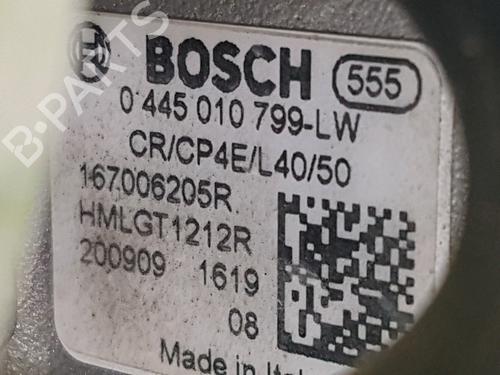 BOSCH 555
0 445 010 799-LW
CR/CP4E/L40/50
167006205R
HMLGT1212R
200909 1619
08
Made in
B-PARTS